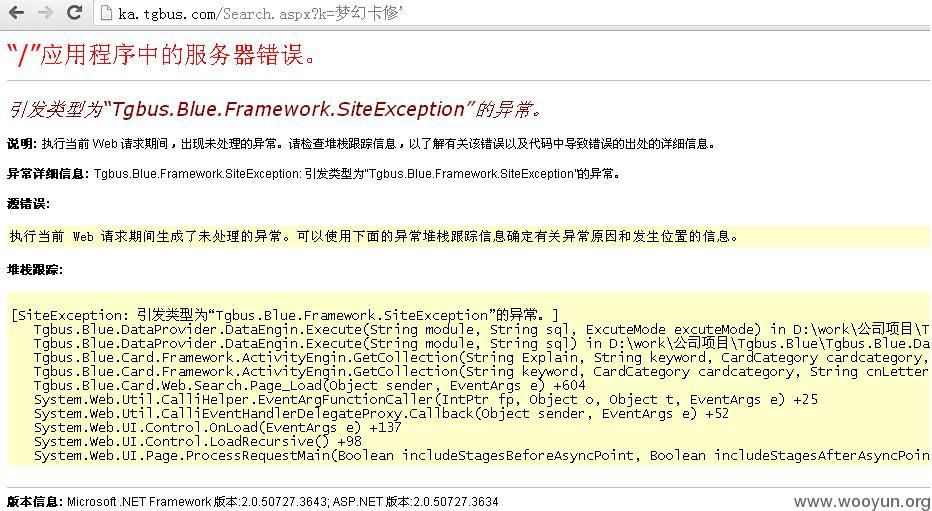 ka.tgbus.com/Search.aspx?k=梦幻卡修'
“/”应用程序中的服务器错误。
引发类型为“Tgbus.Blue.Framework.SiteException”的异常。
说明: 执行当前 Web 请求期间，出现未处理的异常。请检查堆栈跟踪信息，以了解有关该错误以及代码中导致错误的出处的详细信息。
异常详细信息: Tgbus.Blue.Framework.SiteException: 引发类型为“Tgbus.Blue.Framework.SiteException”的异常。
源错误:
执行当前 Web 请求期间生成了未处理的异常。可以使用下面的异常堆栈跟踪信息确定有关异常原因和发生位置的信息。
堆栈跟踪:
[SiteException: 引发类型为“Tgbus.Blue.Framework.SiteException”的异常。]
Tgbus.Blue.DataProvider.DataEngin.Execute(String module, String sql, ExcuteMode excuteMode) in D:\work\公司项目\T
Tgbus.Blue.DataProvider.DataEngin.Execute(String module, String sql) in D:\work\公司项目\Tgbus.Blue\Tgbus.Blue.Da
Tgbus.Blue.Card.Framework.ActivityEngin.GetCollection(String Explain, String keyword, CardCategory cardcategory,
Tgbus.Blue.Card.Framework.ActivityEngin.GetCollection(String keyword, CardCategory cardcategory, String cnLetter
Tgbus.Blue.Card.Web.Search.Page_Load(Object sender, EventArgs e) +604
System.Web.Util.CalliHelper.EventArgFunctionCaller(IntPtr fp, Object o, Object t, EventArgs e) +25
System.Web.Util.CalliEventHandlerDelegateProxy.Callback(Object sender, EventArgs e) +52
System.Web.UI.Control.OnLoad(EventArgs e) +137
System.Web.UI.Control.LoadRecursive() +98
System.Web.UI.Page.ProcessRequestMain(Boolean includeStagesBeforeAsyncPoint, Boolean includeStagesAfterAsyncPoin
版本信息: Microsoft .NET Framework 版本:2.0.50727.3643; ASP.NET 版本:2.0.50727.3634
www.wooyun.org